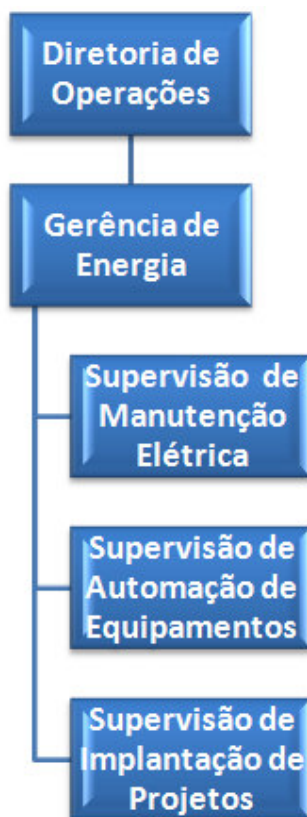 Diretoria de
Operações
Gerência de
Energia
Supervisão de
Manutenção
Elétrica
Supervisão de
Automação de
Equipamentos
Supervisão de
Implantação de
Projetos